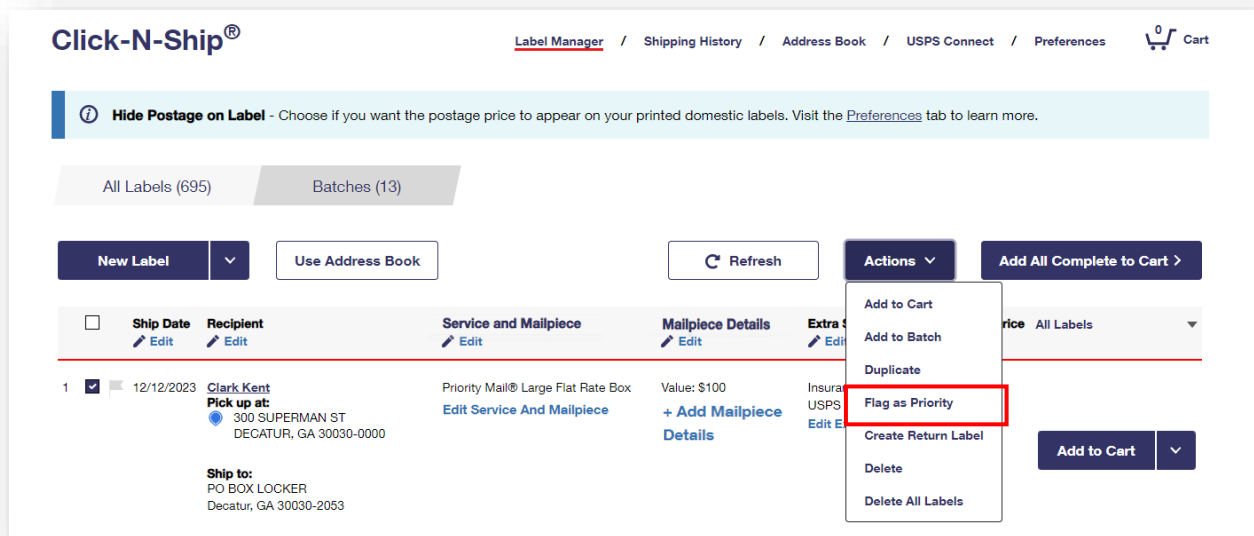 Click-N-Ship®
Label Manager / Shipping History / Address Book / USPS Connect / Preferences 0 Cart
Hide Postage on Label - Choose if you want the postage price to appear on your printed domestic labels. Visit the Preferences tab to learn more.
All Labels (695) Batches (13)
New Label Use Address Book Refresh Actions Add All Complete to Cart >
Add to Cart
Add to Batch
Duplicate
Flag as Priority
Create Return Label
Delete
Delete All Labels
Ship Date Recipient Service and Mailpiece Mailpiece Details Extra All Labels
Edit Edit Edit Edit
1 12/12/2023 Clark Kent Priority Mail® Large Flat Rate Box Value: $100
Pick up at: Edit Service And Mailpiece + Add Mailpiece USPS
300 SUPERMAN ST Details Edit
DECATUR, GA 30030-0000
Add to Cart
Ship to:
PO BOX LOCKER
Decatur, GA 30030-2053